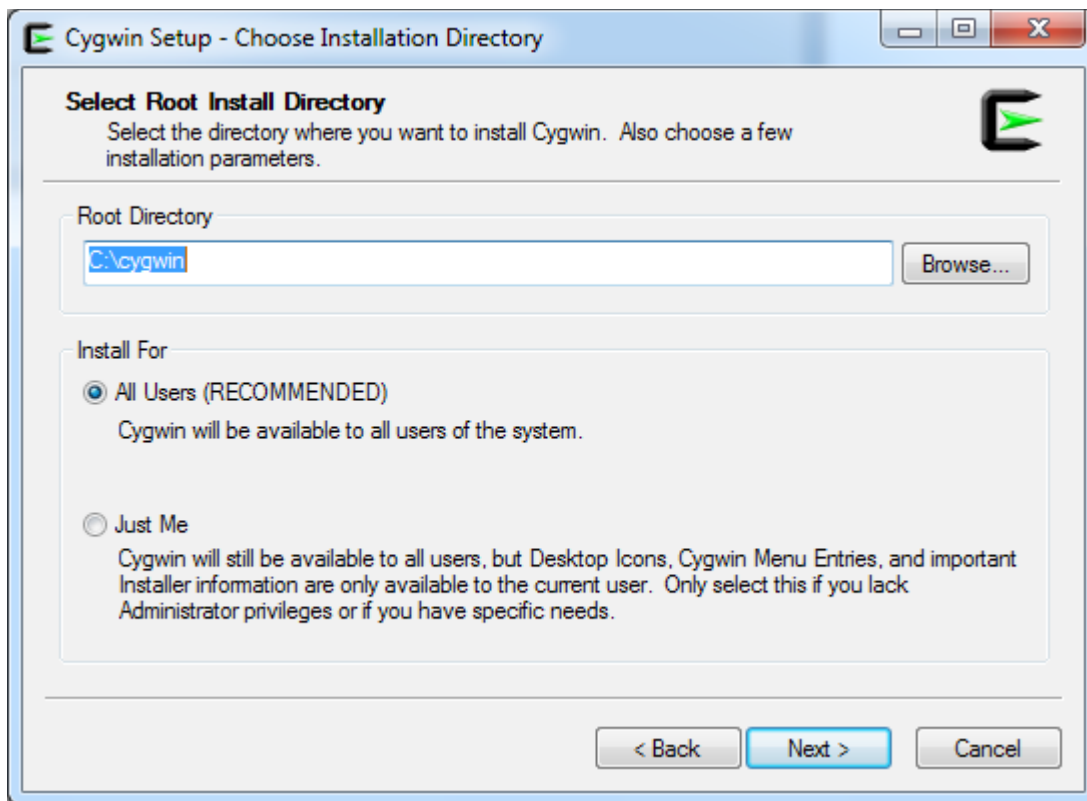 Cygwin Setup - Choose Installation Directory
Select Root Install Directory
Select the directory where you want to install Cygwin.  Also choose a few
installation parameters.
Root Directory
C:\cygwin
Browse...
Install For
All Users (RECOMMENDED)
Cygwin will be available to all users of the system.
Just Me
Cygwin will still be available to all users, but Desktop Icons, Cygwin Menu Entries, and important
Installer information are only available to the current user.  Only select this if you lack
Administrator privileges or if you have specific needs.
< Back
Next >
Cancel